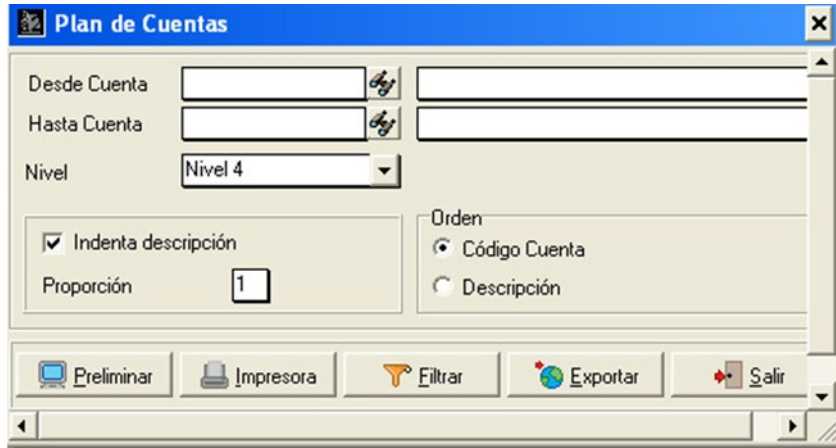 Plan de Cuentas
Desde Cuenta
Hasta Cuenta
Nivel Nivel 4
Indenta descripción
Proporción 1
Orden
Código Cuenta
Descripción
Preliminar Impresora Filtrar Exportar Salir